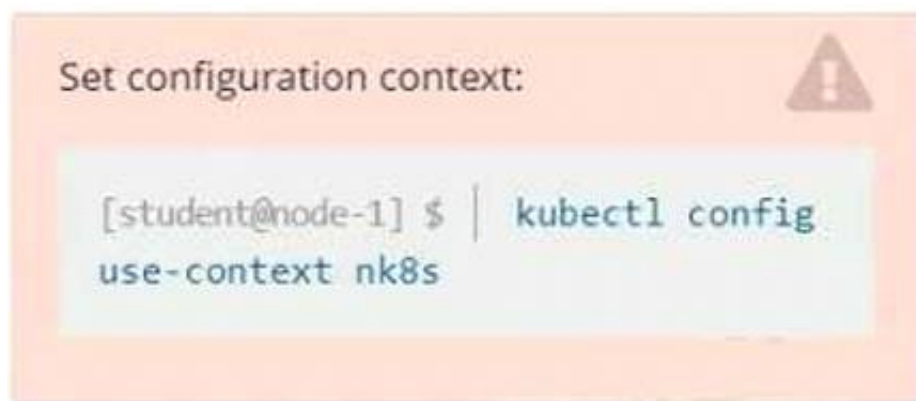 Set configuration context:
[student@node-1] $ | kubectl config
use-context nk8s